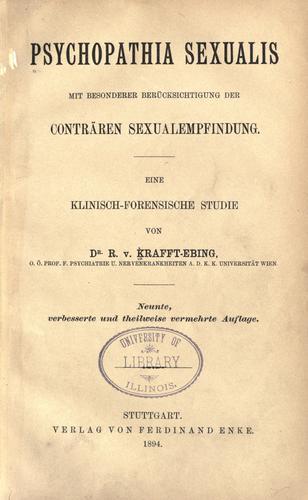 PSYCHOPATHIA SEXUALIS
MIT BESONDERER BERÜCKSICHTIGUNG DER
CONTRÄREN SEXUALEMPFINDUNG.
EINE
KLINISCH-FORENSISCHE STUDIE
VON
DR. R. v. KRAFFT-EBING,
O. Ö. PROF. F. PSYCHIATRIE U. NERVENKRANKHEITEN A. D. K. K. UNIVERSITÄT WIEN.
Neunte,
verbesserte und theilweise vermehrte Auflage.
UNIVERSITY OF
LIBRARY
ILLINOIS.
STUTTGART.
VERLAG VON FERDINAND ENKE.
1894.